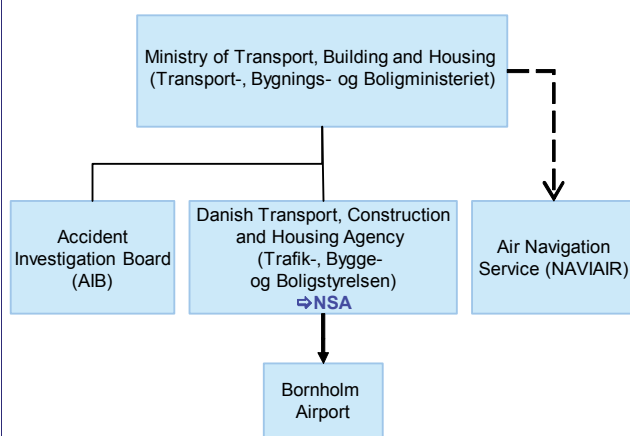 Ministry of Transport, Building and Housing
(Transport-, Bygnings- og Boligministeriet)
Accident
Investigation Board
(AIB)
Danish Transport, Construction
and Housing Agency
(Trafik-, Bygge-
og Boligstyrelsen)
⇨NSA
Air Navigation
Service (NAVIAIR)
Bornholm
Airport